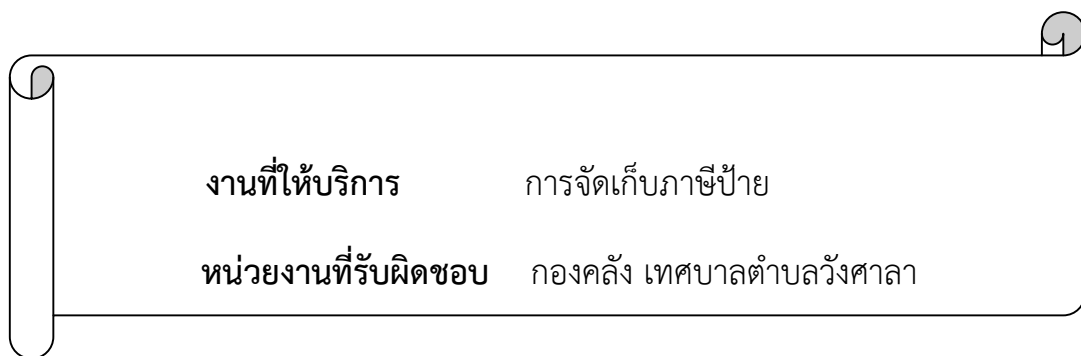 งานที่ให้บริการ การจัดเก็บภาษีป้าย
หน่วยงานที่รับผิดชอบ กองคลัง เทศบาลตำบลวังศาลา